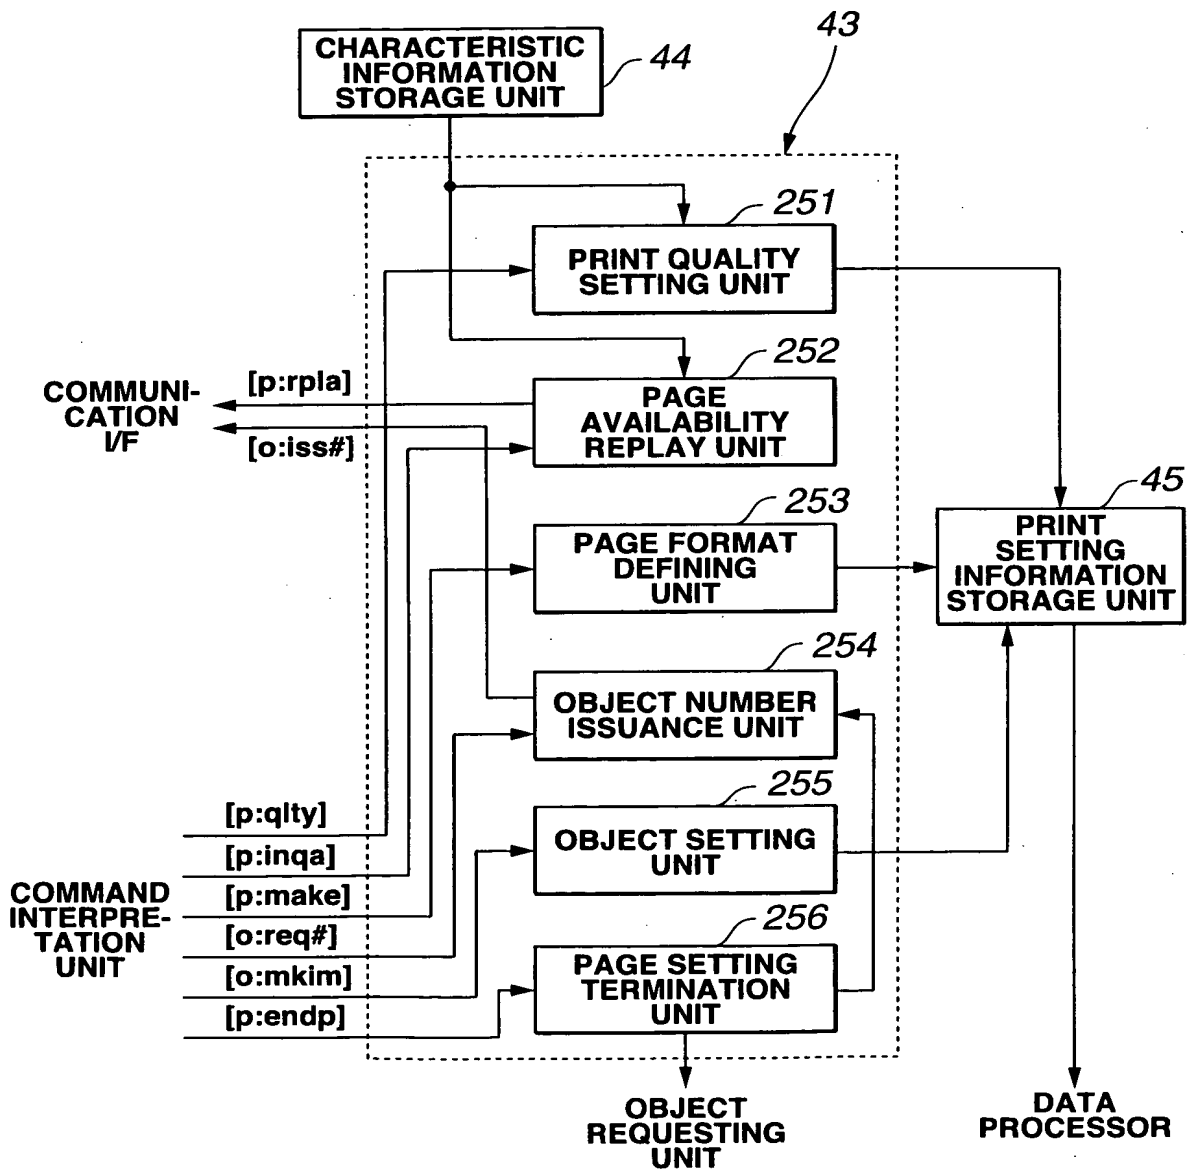 43
CHARACTERISTIC
INFORMATION
STORAGE UNIT
44
251
PRINT QUALITY
SETTING UNIT
252
PAGE
AVAILABILITY
REPLAY UNIT
COMMUNI-
CATION
I/F
[p:rpla]
[o:iss#]
253
PAGE FORMAT
DEFINING
UNIT
45
PRINT
SETTING
INFORMATION
STORAGE UNIT
254
OBJECT NUMBER
ISSUANCE UNIT
255
OBJECT SETTING
UNIT
256
PAGE SETTING
TERMINATION
UNIT
COMMAND
INTERPRE-
TATION
UNIT
[p:qlty]
[p:inqa]
[p:make]
[o:req#]
[o:mkim]
[p:endp]
OBJECT
REQUESTING
UNIT
DATA
PROCESSOR